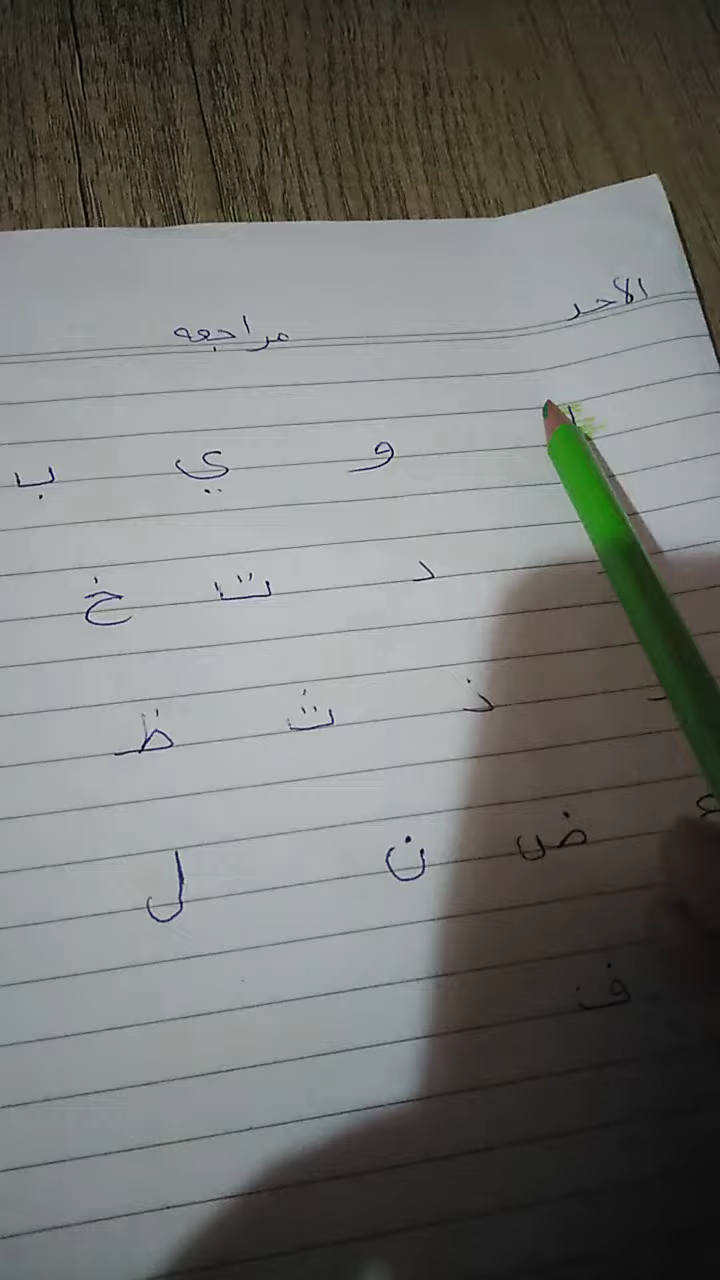 الأحد مراجعه
ا و ي ب
د ت خ
ذ ث ظ
ض ن ل
ف